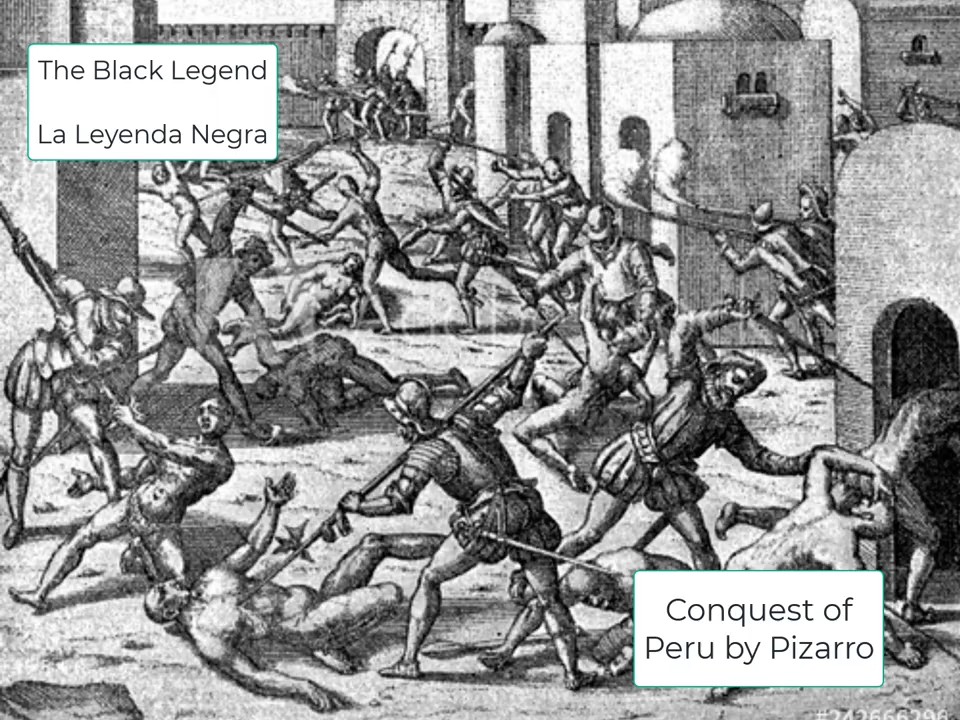 The Black Legend
La Leyenda Negra
Conquest of
Peru by Pizarro